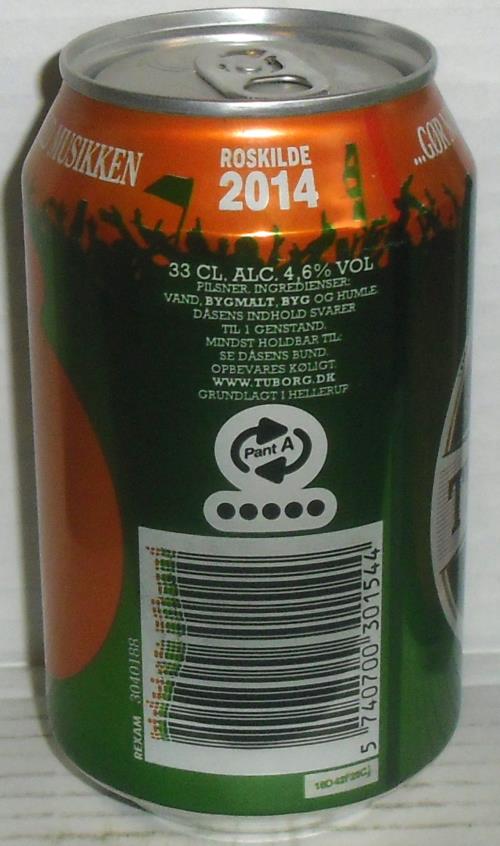 MUSIKKEN
ROSKILDE
2014
...GØR
33 CL. ALC. 4,6% VOL
PILSNER. INGREDIENSER:
VAND, BYGMALT, BYG OG HUMLE.
DÅSENS INDHOLD SVARER
TIL 1 GENSTAND.
MINDST HOLDBAR TIL:
SE DÅSENS BUND.
OPBEVARES KØLIGT.
WWW.TUBORG.DK
GRUNDLAGT I HELLERUP
Pant A
T
REXAM 3040188
5 740700 301544